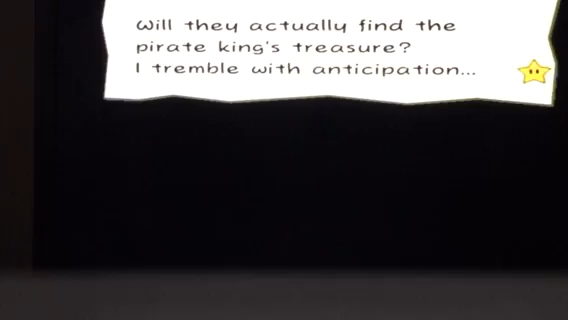 Will they actually find the
pirate king's treasure?
I tremble with anticipation...